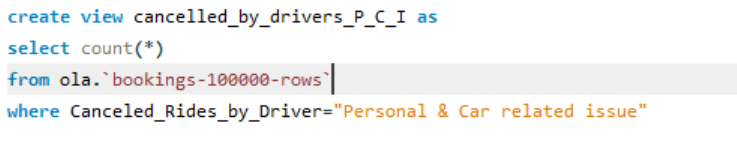 create view cancelled_by_drivers_P_C_I as
select count(*)
from ola.`bookings-100000-rows`
where Canceled_Rides_by_Driver="Personal & Car related issue"